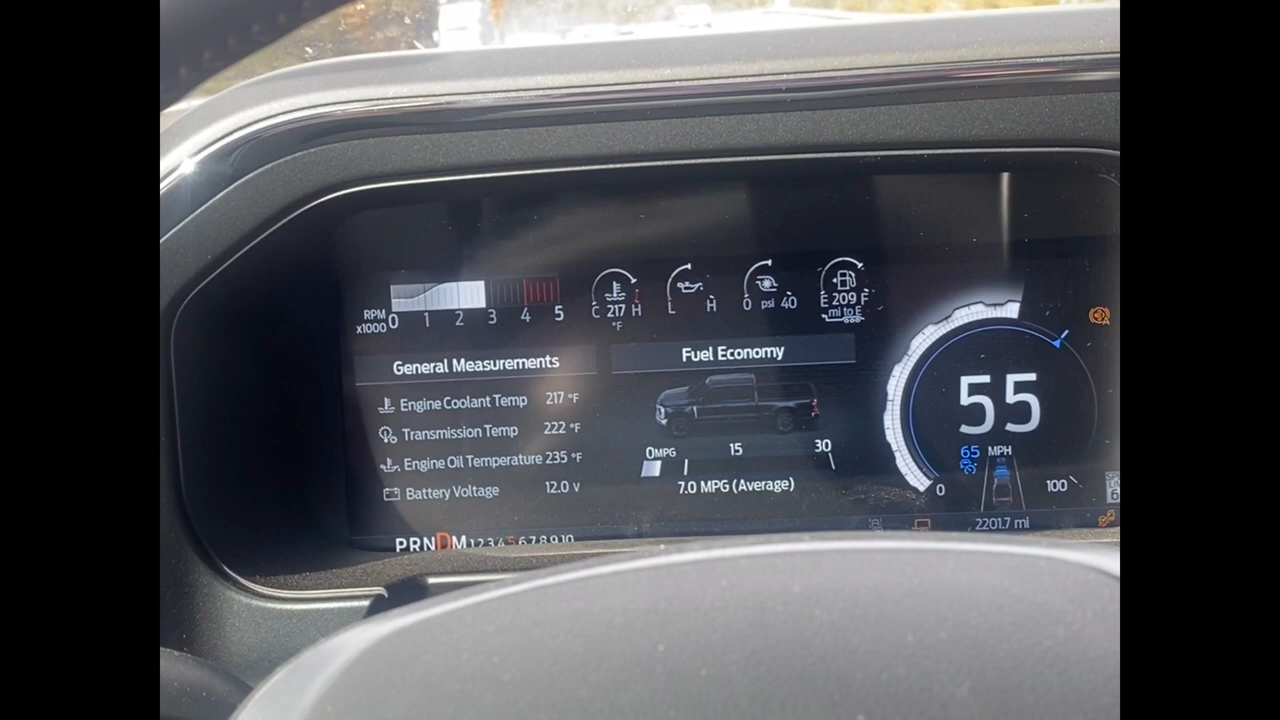 RPM
x1000
0 1 2 3 4 5
C 217 H
°F
L H
0 psi 40
E 209 F
mi to E
General Measurements
Engine Coolant Temp 217 °F
Transmission Temp 222 °F
Engine Oil Temperature 235 °F
Battery Voltage 12.0 V
Fuel Economy
0MPG 15 30
7.0 MPG (Average)
55
65 MPH
0 100
2201.7 mi
PRNDM12345678910